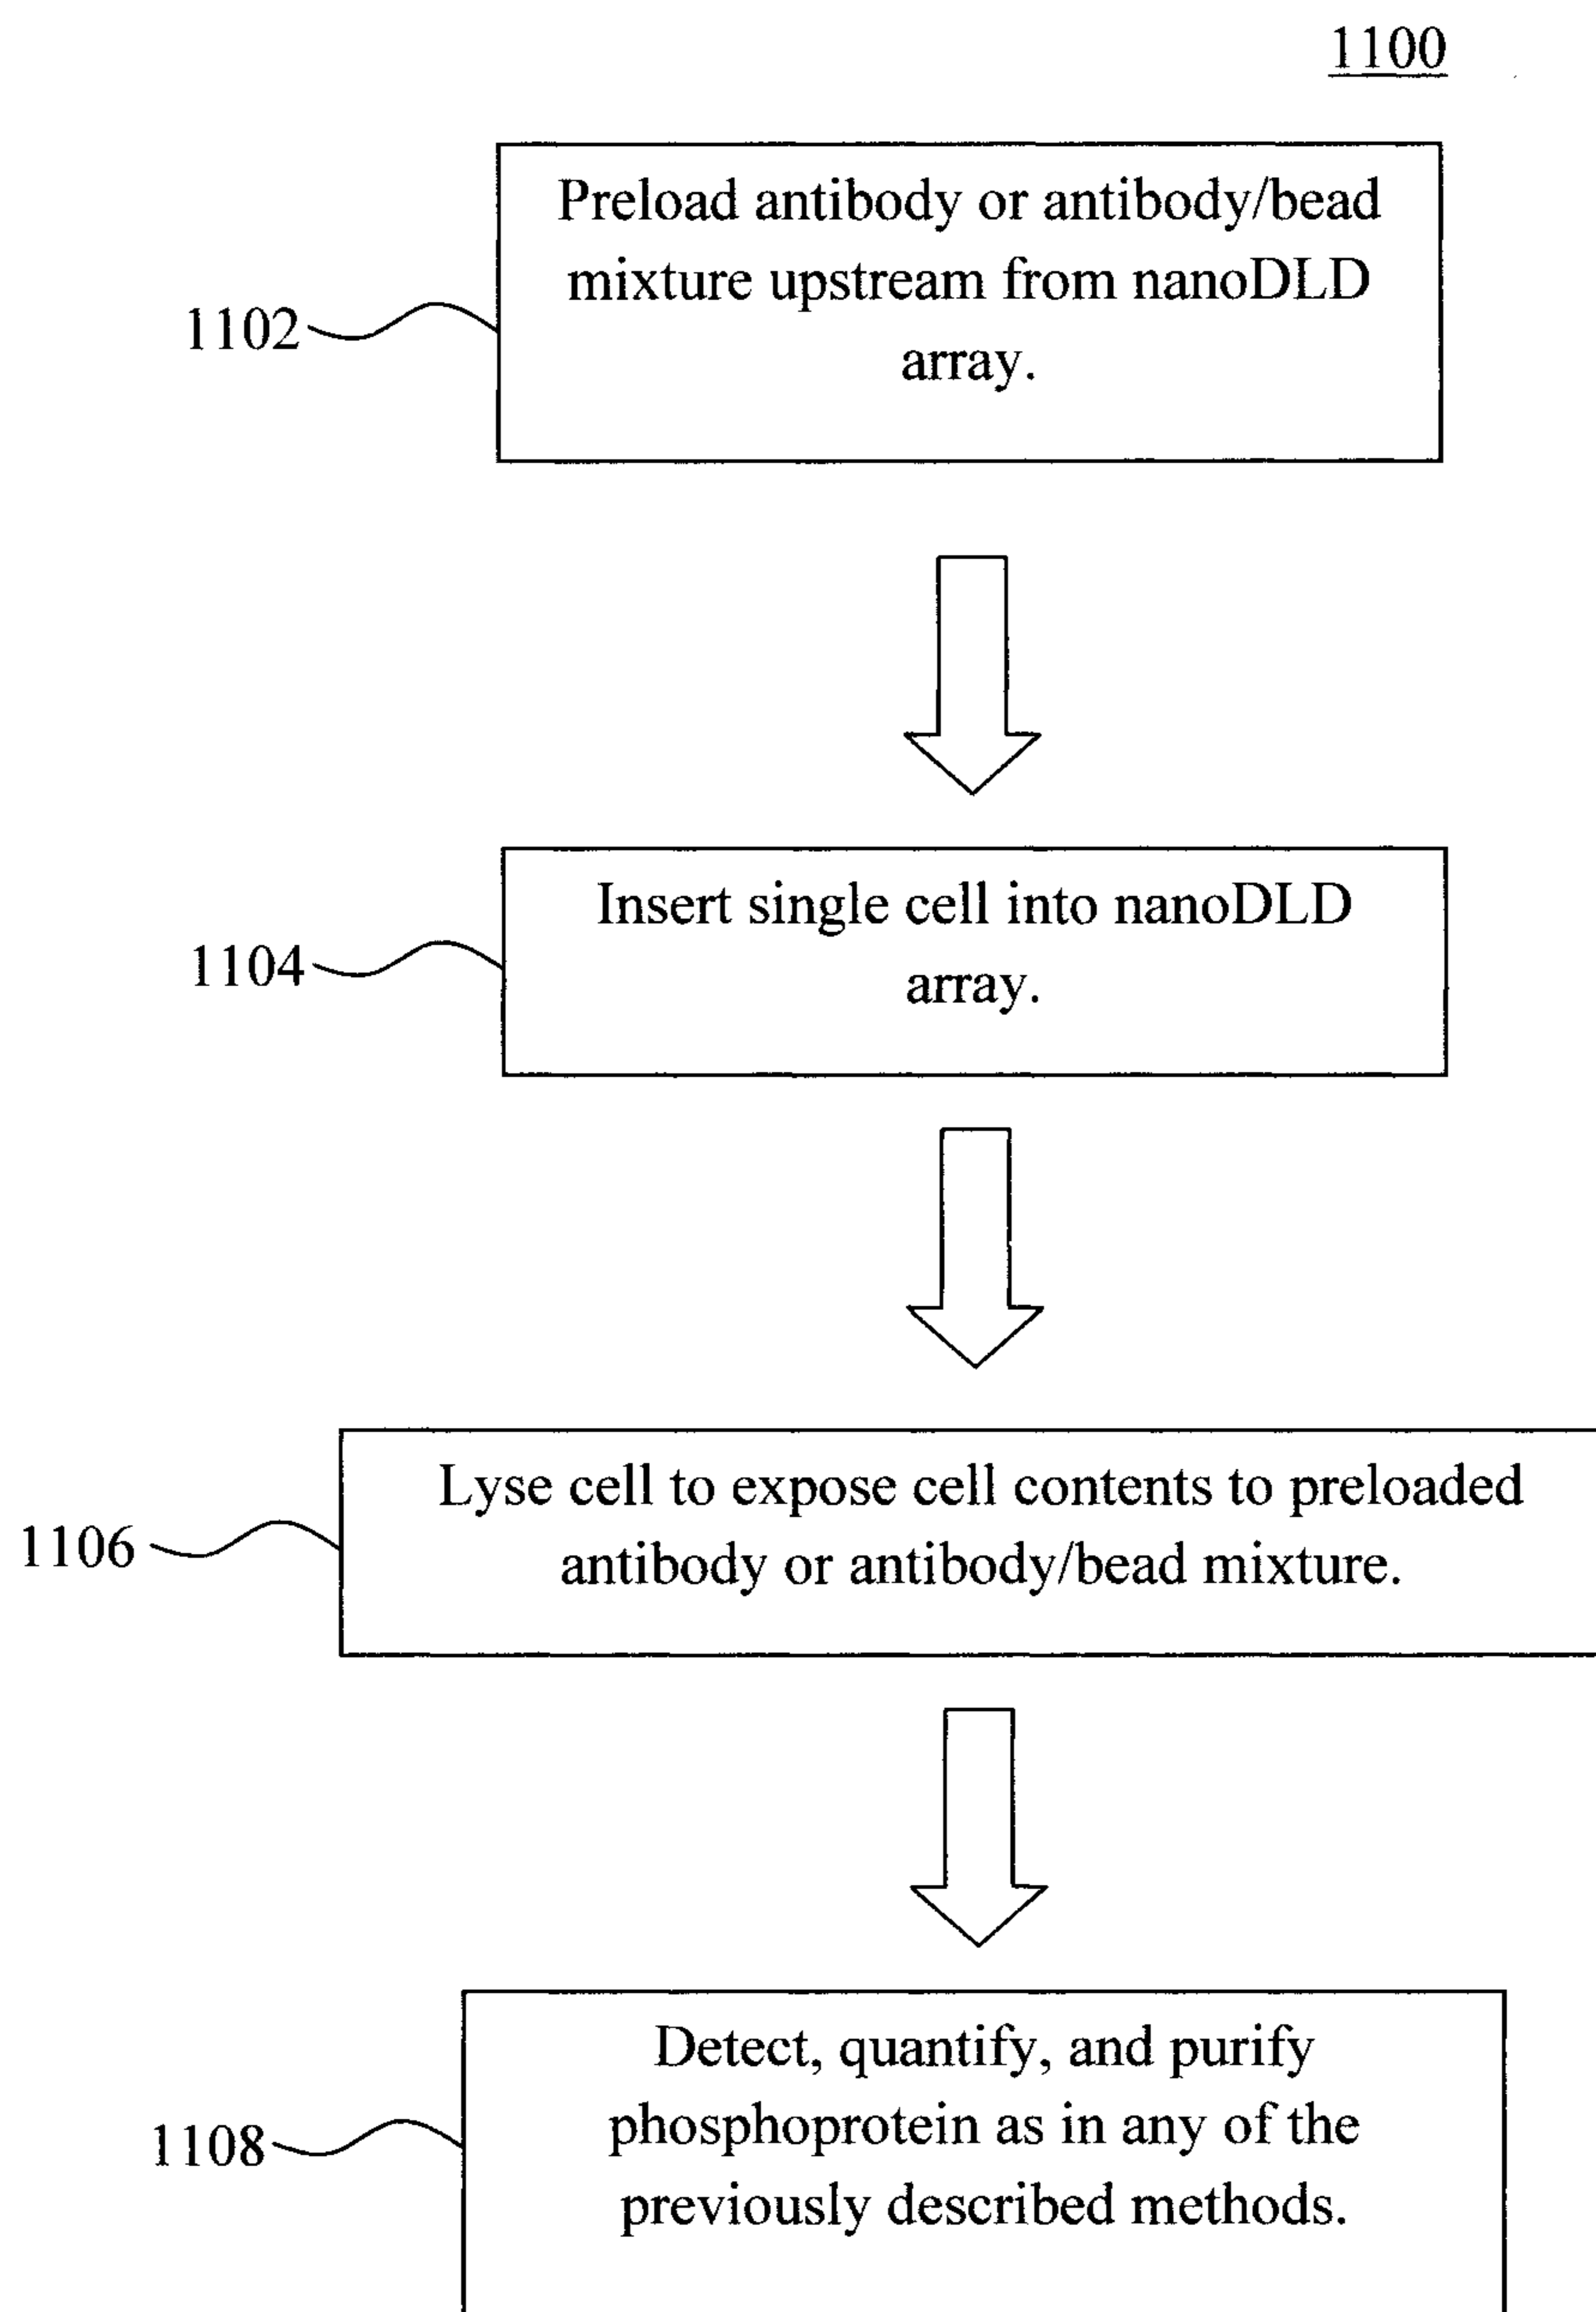 1100
Preload antibody or antibody/bead
mixture upstream from nanoDLD
array.
1102
Insert single cell into nanoDLD
array.
1104
Lyse cell to expose cell contents to preloaded
antibody or antibody/bead mixture.
1106
Detect, quantify, and purify
phosphoprotein as in any of the
previously described methods.
1108